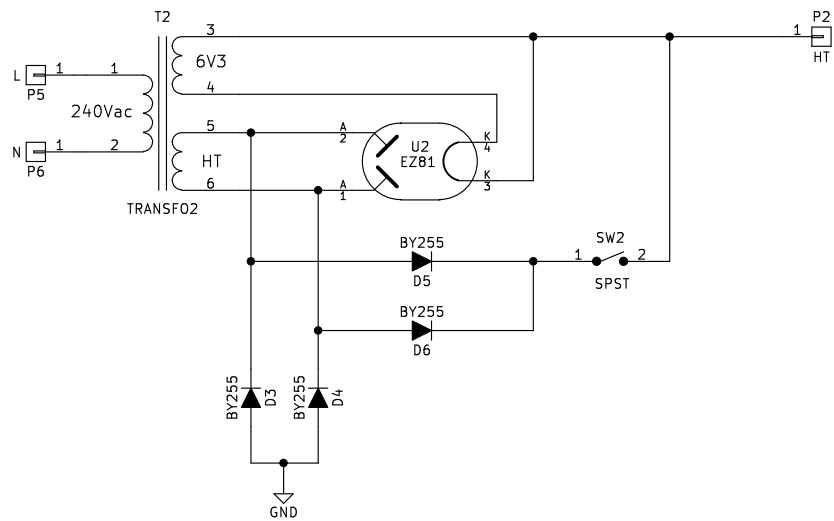 T2
P2
3
1
HT
L
1
1
6V3
P5
4
240Vac
5
A
2
U2
EZ81
K
4
N
1
2
HT
P6
6
A
1
K
3
TRANSFO2
BY255
D5
SW2
1
2
SPST
BY255
D6
BY255
D3
BY255
D4
GND